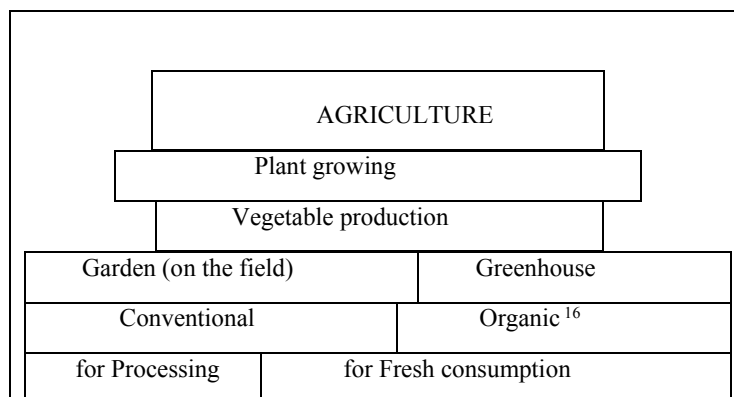 AGRICULTURE
Plant growing
Vegetable production
Garden (on the field) Greenhouse
Conventional Organic 16
for Processing for Fresh consumption